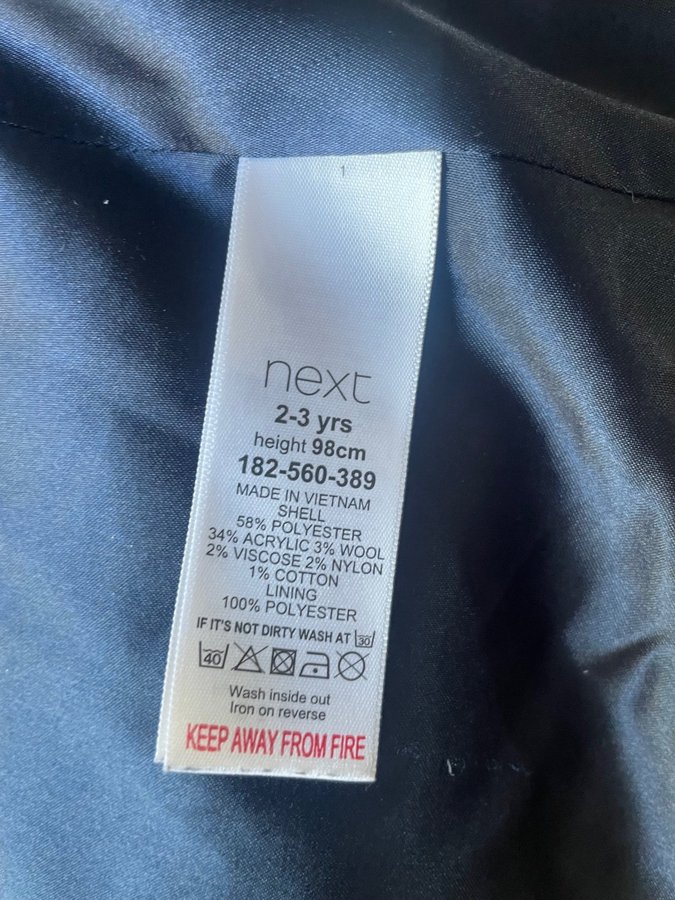 1
next
2-3 yrs
height 98cm
182-560-389
MADE IN VIETNAM
SHELL
58% POLYESTER
34% ACRYLIC 3% WOOL
2% VISCOSE 2% NYLON
1% COTTON
LINING
100% POLYESTER
IF IT'S NOT DIRTY WASH AT 30
40
Wash inside out
Iron on reverse
KEEP AWAY FROM FIRE